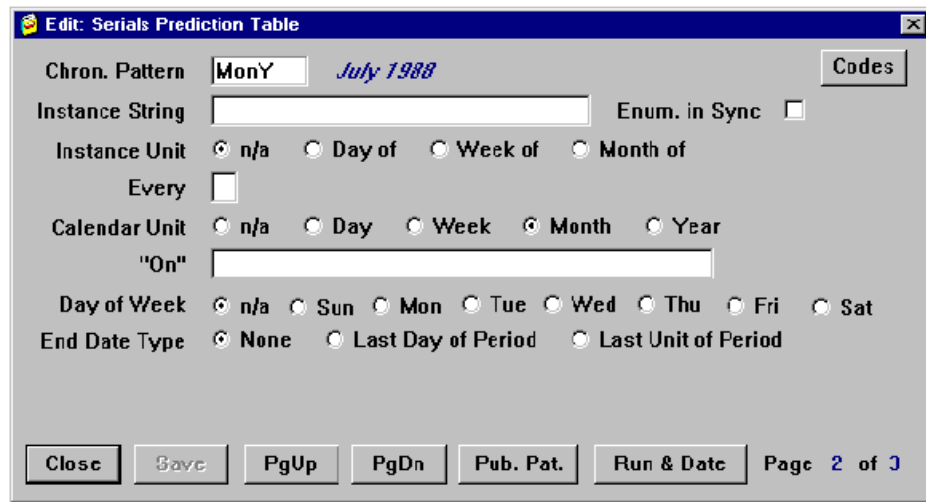 Edit: Serials Prediction Table
Chron. Pattern MonY July 1988 Codes
Instance String Enum. in Sync
Instance Unit n/a Day of Week of Month of
Every
Calendar Unit n/a Day Week Month Year
"On"
Day of Week n/a Sun Mon Tue Wed Thu Fri Sat
End Date Type None Last Day of Period Last Unit of Period
Close Save PgUp PgDn Pub. Pat. Run & Date Page 2 of 3